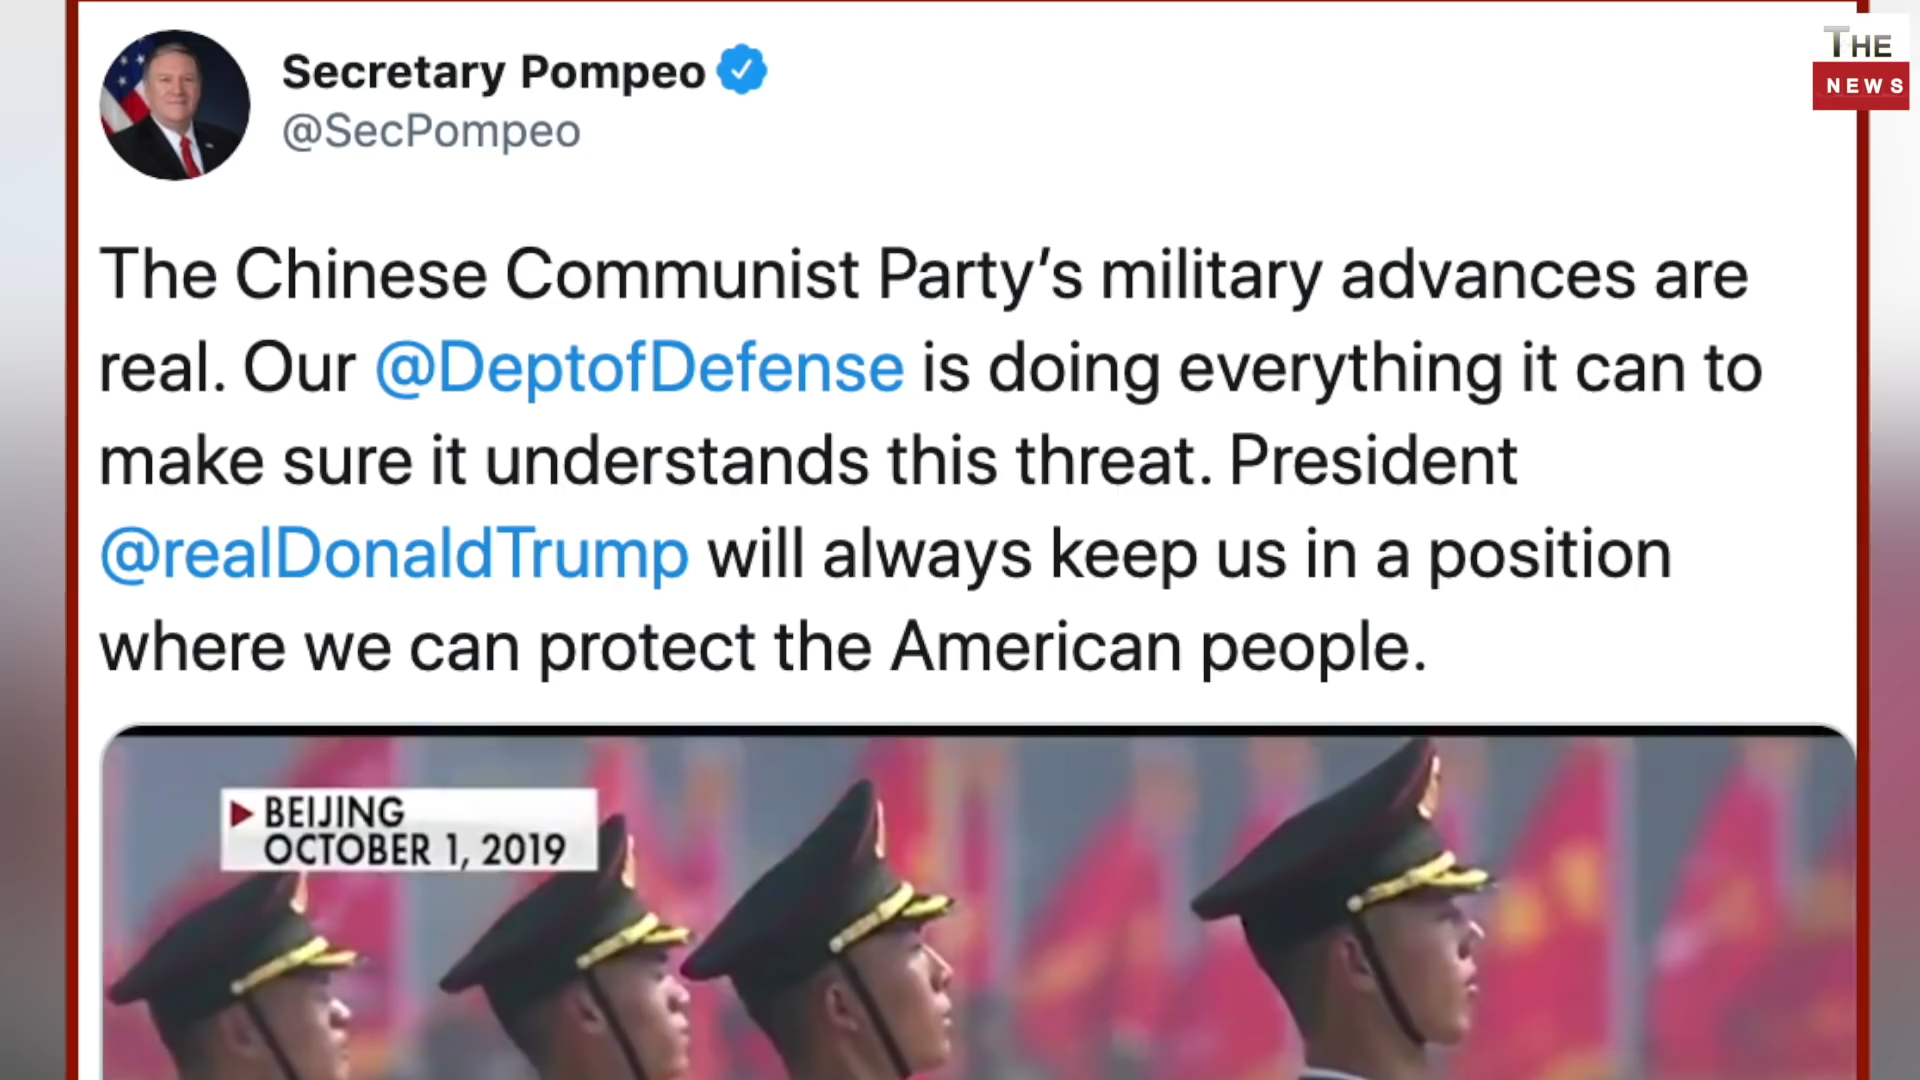 Secretary Pompeo
@SecPompeo
THE
NEWS
The Chinese Communist Party’s military advances are
real. Our @DeptofDefense is doing everything it can to
make sure it understands this threat. President
@realDonaldTrump will always keep us in a position
where we can protect the American people.
BEIJING
OCTOBER 1, 2019